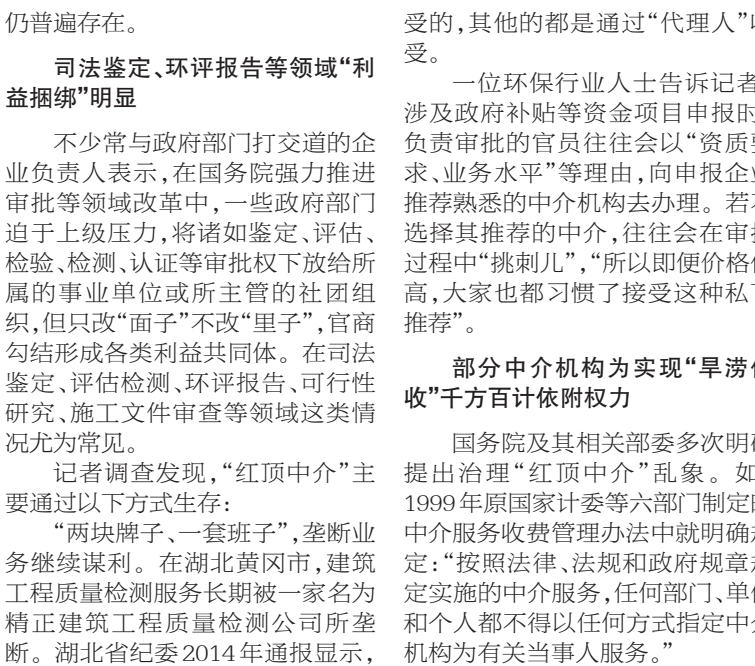 仍普遍存在。
司法鉴定、环评报告等领域“利
益捆绑”明显
不少常与政府部门打交道的企
业负责人表示，在国务院强力推进
审批等领域改革中，一些政府部门
迫于上级压力，将诸如鉴定、评估、
检验、检测、认证等审批权下放给所
属的事业单位或所主管的社团组
织，但只改“面子”不改“里子”，官商
勾结形成各类利益共同体。在司法
鉴定、评估检测、环评报告、可行性
研究、施工文件审查等领域这类情
况尤为常见。
记者调查发现，“红顶中介”主
要通过以下方式生存：
“两块牌子、一套班子”，垄断业
务继续谋利。在湖北黄冈市，建筑
工程质量检测服务长期被一家名为
精正建筑工程质量检测公司所垄
断。湖北省纪委2014年通报显示，
受的，其他的都是通过“代理人”
受。
一位环保行业人士告诉记者
涉及政府补贴等资金项目申报时
负责审批的官员往往会以“资质
求、业务水平”等理由，向申报企
推荐熟悉的中介机构去办理。若
选择其推荐的中介，往往会在审
过程中“挑刺儿”，“所以即便价格
高，大家也都习惯了接受这种私
推荐”。
部分中介机构为实现“旱涝
收”千方百计依附权力
国务院及其相关部委多次明
提出治理“红顶中介”乱象。如
1999年原国家计委等六部门制定
中介服务收费管理办法中就明确
定：“按照法律、法规和政府规章
定实施的中介服务，任何部门、单
和个人都不得以任何方式指定中
机构为有关当事人服务。”